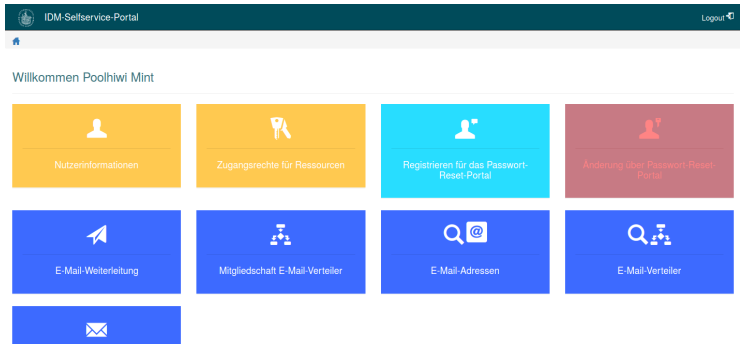 IDM-Selfservice-Portal
Logout
Willkommen Poolhiwi Mint
Nutzerinformationen
Zugangsrechte für Ressourcen
Registrieren für das Passwort-
Reset-Portal
Änderung über Passwort-Reset-
Portal
E-Mail-Weiterleitung
Mitgliedschaft E-Mail-Verteiler
E-Mail-Adressen
E-Mail-Verteiler